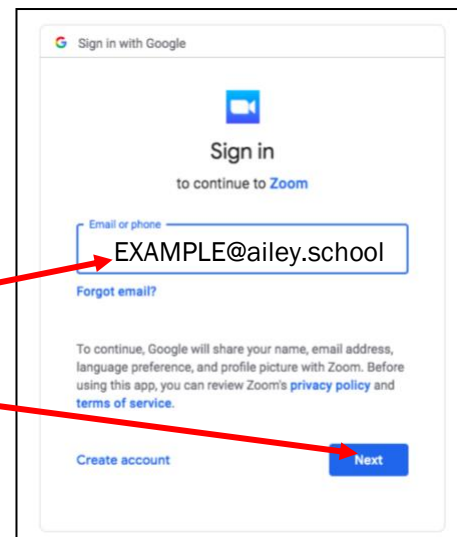 Sign in with Google
Sign in
to continue to Zoom
Email or phone
EXAMPLE@ailey.school
Forgot email?
To continue, Google will share your name, email address,
language preference, and profile picture with Zoom. Before
using this app, you can review Zoom's privacy policy and
terms of service.
Create account Next